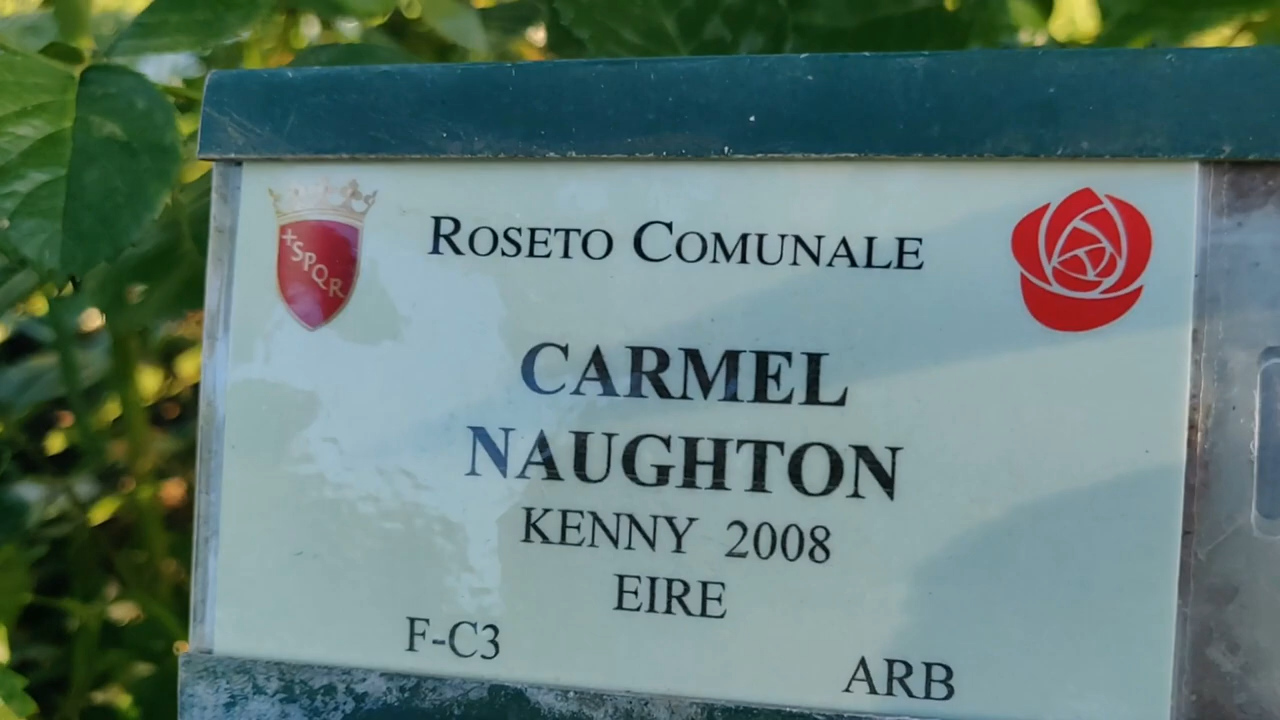 ROSETO COMUNALE
SPQR
CARMEL
NAUGHTON
KENNY 2008
EIRE
F-C3
ARB